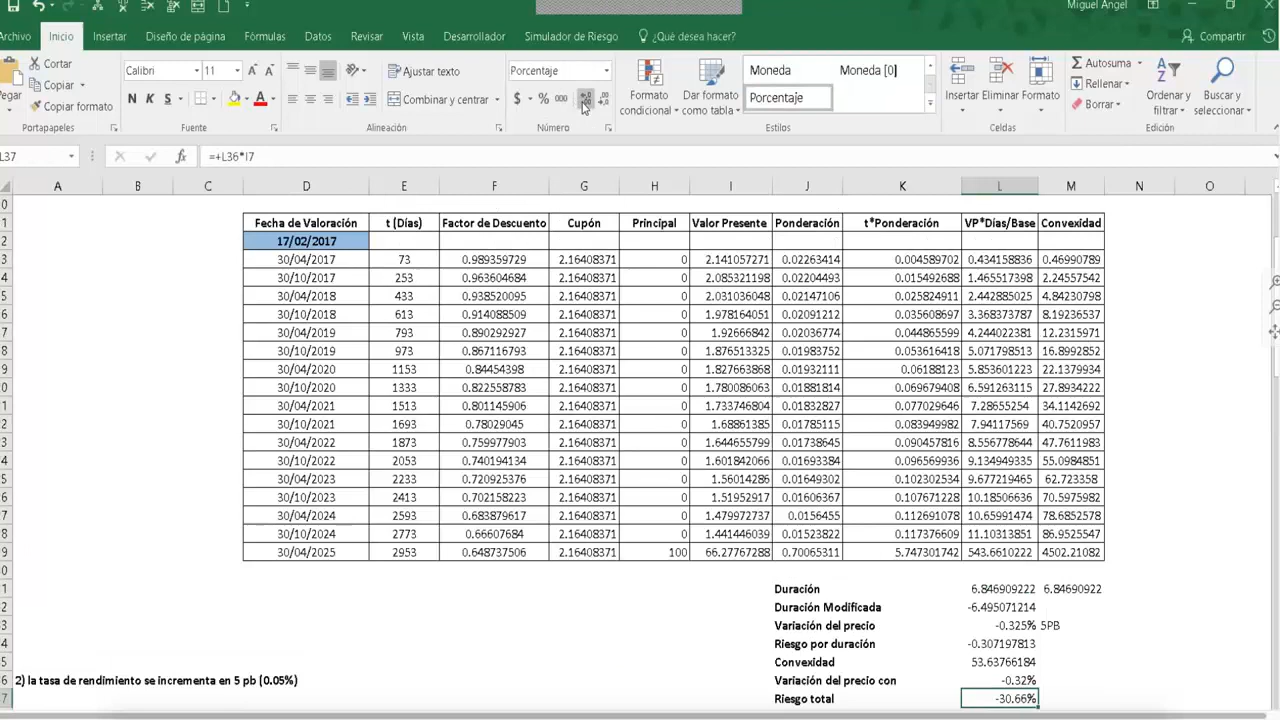 Miguel Angel
Archivo Inicio Insertar Diseño de página Fórmulas Datos Revisar Vista Desarrollador Simulador de Riesgo ¿Qué desea hacer? Compartir
Cortar
Copiar
Copiar formato
Portapapeles
Calibri 11
N K S
Fuente
Ajustar texto
Combinar y centrar
Alineación
Porcentaje
$ % 000
Número
Formato condicional
Dar formato como tabla
Moneda Moneda [0]
Porcentaje
Estilos
Insertar Eliminar Formato
Celdas
Autosuma
Rellenar
Borrar
Ordenar y filtrar
Buscar y seleccionar
Edición
L37 fx =+L36*I7
A B C D E F G H I J K L M N O
Fecha de Valoración t (Días) Factor de Descuento Cupón Principal Valor Presente Ponderación t*Ponderación VP*Días/Base Convexidad
17/02/2017
30/04/2017 73 0.989359729 2.16408371 0 2.141057271 0.02263414 0.004589702 0.434158836 0.46990789
30/10/2017 253 0.963604684 2.16408371 0 2.085321198 0.02204493 0.015492688 1.465517398 2.24557542
30/04/2018 433 0.938520095 2.16408371 0 2.031036048 0.02147106 0.025824911 2.442885025 4.84230798
30/10/2018 613 0.914088509 2.16408371 0 1.978164051 0.02091212 0.035608697 3.368373787 8.19236537
30/04/2019 793 0.890292927 2.16408371 0 1.92666842 0.02036774 0.044865599 4.244022381 12.2315971
30/10/2019 973 0.867116793 2.16408371 0 1.876513325 0.01983752 0.053616418 5.071798513 16.8992852
30/04/2020 1153 0.84454398 2.16408371 0 1.827663868 0.01932111 0.06188123 5.853601223 22.1379934
30/10/2020 1333 0.822558783 2.16408371 0 1.780086063 0.01881814 0.069679408 6.591263115 27.8934222
30/04/2021 1513 0.801145906 2.16408371 0 1.733746804 0.01832827 0.077029646 7.28655254 34.1142692
30/10/2021 1693 0.78029045 2.16408371 0 1.68861385 0.01785115 0.083949982 7.94117569 40.7520957
30/04/2022 1873 0.759977903 2.16408371 0 1.644655799 0.01738645 0.090457816 8.556778644 47.7611983
30/10/2022 2053 0.740194134 2.16408371 0 1.601842066 0.01693384 0.096569936 9.134949335 55.0984851
30/04/2023 2233 0.720925376 2.16408371 0 1.56014286 0.01649302 0.102302534 9.677219465 62.723358
30/10/2023 2413 0.702158223 2.16408371 0 1.51952917 0.01606367 0.107671228 10.18506636 70.5975982
30/04/2024 2593 0.683879617 2.16408371 0 1.479972737 0.0156455 0.112691078 10.65991474 78.6852578
30/10/2024 2773 0.66607684 2.16408371 0 1.441446039 0.01523822 0.117376609 11.10313851 86.9525547
30/04/2025 2953 0.648737506 2.16408371 100 66.27767288 0.70065311 5.747301742 543.6610222 4502.21082
Duración 6.846909222 6.84690922
Duración Modificada -6.495071214
Variación del precio -0.325% 5PB
Riesgo por duración -0.307197813
Convexidad 53.63766184
2) la tasa de rendimiento se incrementa en 5 pb (0.05%) Variación del precio con -0.32%
Riesgo total -30.66%